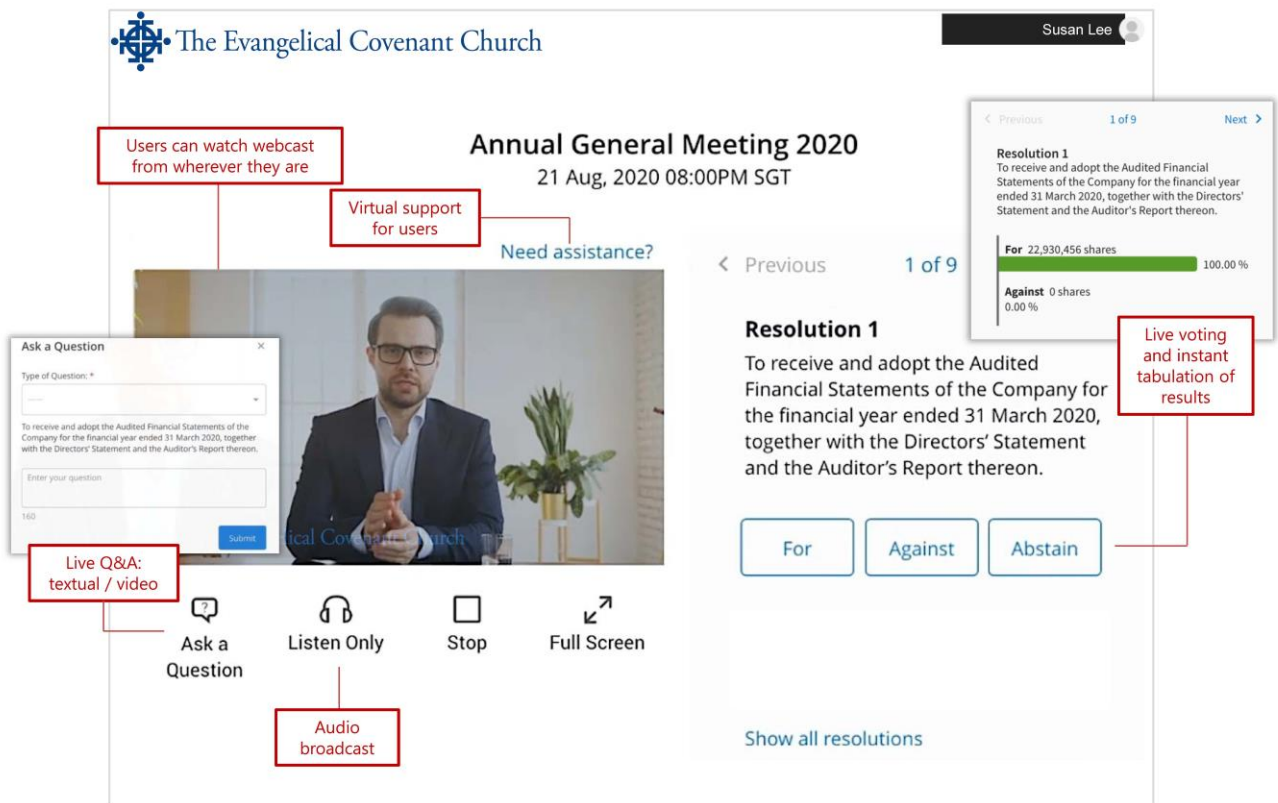 The Evangelical Covenant Church
Susan Lee
Annual General Meeting 2020
21 Aug, 2020 08:00PM SGT
Users can watch webcast
from wherever they are
Virtual support
for users
Need assistance?
Previous
1 of 9
Next
Resolution 1
To receive and adopt the Audited Financial
Statements of the Company for the financial year
ended 31 March 2020, together with the Directors'
Statement and the Auditor's Report thereon.
For 22,930,456 shares
100.00 %
Against 0 shares
0.00 %
Live voting
and instant
tabulation of
results
Previous
1 of 9
Resolution 1
To receive and adopt the Audited
Financial Statements of the Company for
the financial year ended 31 March 2020,
together with the Directors' Statement
and the Auditor's Report thereon.
For
Against
Abstain
Show all resolutions
Ask a Question
Type of Question: *
To receive and adopt the Audited Financial Statements of the
Company for the financial year ended 31 March 2020, together
with the Directors' Statement and the Auditor's Report thereon.
Enter your question
160
Submit
ical Covenant Church
Live Q&A:
textual / video
Ask a
Question
Listen Only
Stop
Full Screen
Audio
broadcast